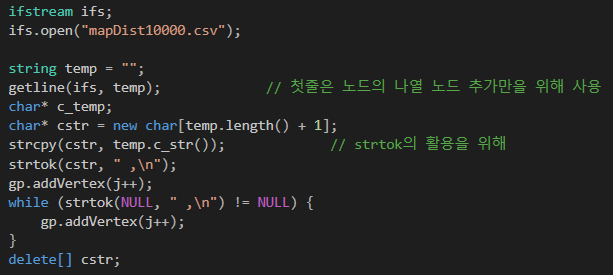 ifstream ifs;
ifs.open("mapDist10000.csv");
string temp = "";
getline(ifs, temp);                // 첫줄은 노드의 나열 노드 추가만을 위해 사용
char* c_temp;
char* cstr = new char[temp.length() + 1];
strcpy(cstr, temp.c_str());                // strtok의 활용을 위해
strtok(cstr, " ,\n");
gp.addVertex(j++);
while (strtok(NULL, " ,\n") != NULL) {
    gp.addVertex(j++);
}
delete[] cstr;